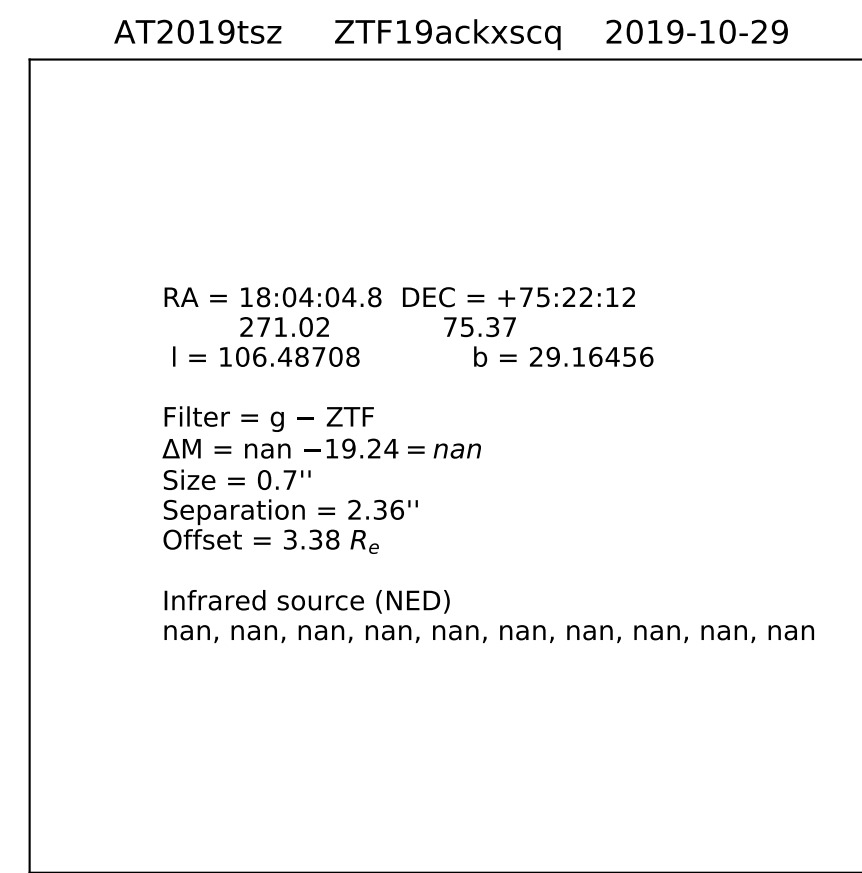 AT2019tsz ZTF19ackxscq 2019-10-29
RA = 18:04:04.8 DEC = +75:22:12
271.02 75.37
l = 106.48708 b = 29.16456
Filter = g − ZTF
ΔM = nan −19.24 = nan
Size = 0.7''
Separation = 2.36''
Offset = 3.38 Re
Infrared source (NED)
nan, nan, nan, nan, nan, nan, nan, nan, nan, nan